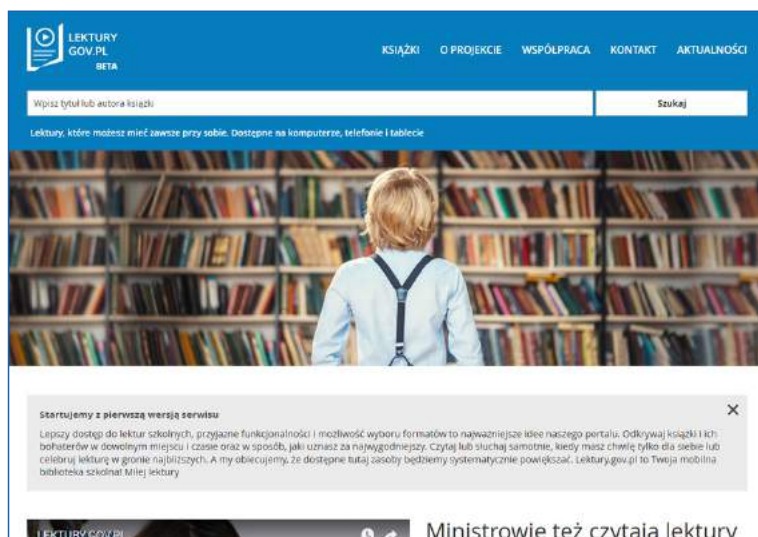 LEKTURY
GOV.PL
BETA
KSIĄŻKI O PROJEKCIE WSPÓŁPRACA KONTAKT AKTUALNOŚCI
Wpisz tytuł lub autora książki
Szukaj
Lektury, które możesz mieć zawsze przy sobie. Dostępne na komputerze, telefonie i tablecie
Startujemy z pierwszą wersją serwisu
Lepszy dostęp do lektur szkolnych, przyjazne funkcjonalności i możliwość wyboru formatów to najważniejsze idee naszego portalu. Odkrywaj książki i ich
bohaterów w dowolnym miejscu i czasie oraz w sposób, jaki uznasz za najwygodniejszy. Czytaj lub słuchaj samotnie, kiedy masz chwilę tylko dla siebie lub
celebruj lekturę w gronie najbliższych. A my obiecujemy, że dostępne tutaj zasoby będziemy systematycznie powiększać. Lektury.gov.pl to Twoja mobilna
biblioteka szkolna! Miłej lektury
LEKTURY.GOV.PL
Ministrowie też czytają lektury